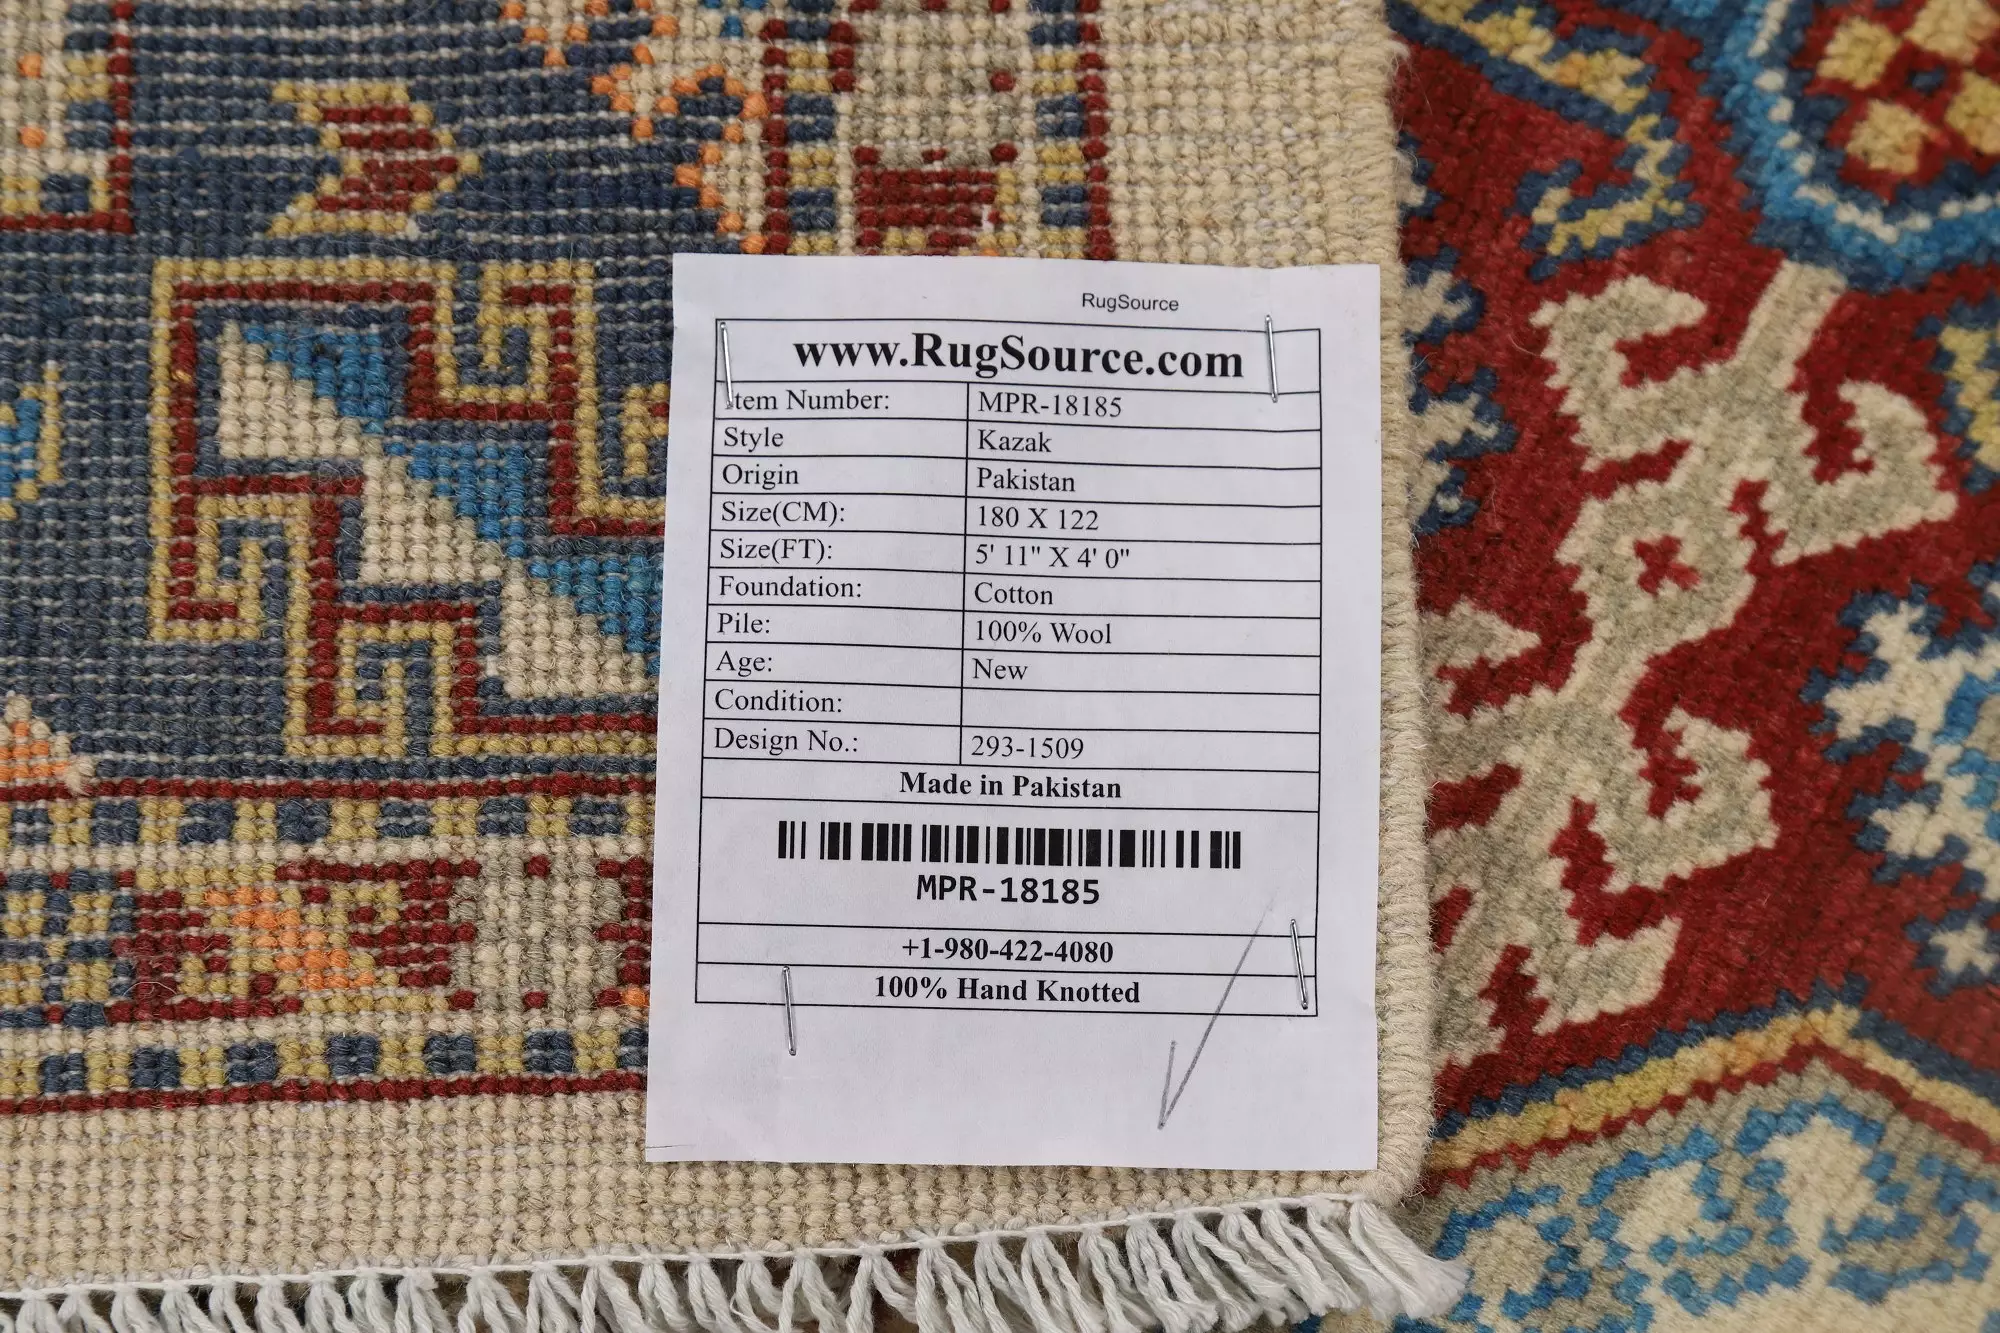 RugSource
www.RugSource.com
Item Number: MPR-18185
Style Kazak
Origin Pakistan
Size(CM): 180 X 122
Size(FT): 5' 11" X 4' 0"
Foundation: Cotton
Pile: 100% Wool
Age: New
Condition:
Design No.: 293-1509
Made in Pakistan
MPR-18185
+1-980-422-4080
100% Hand Knotted